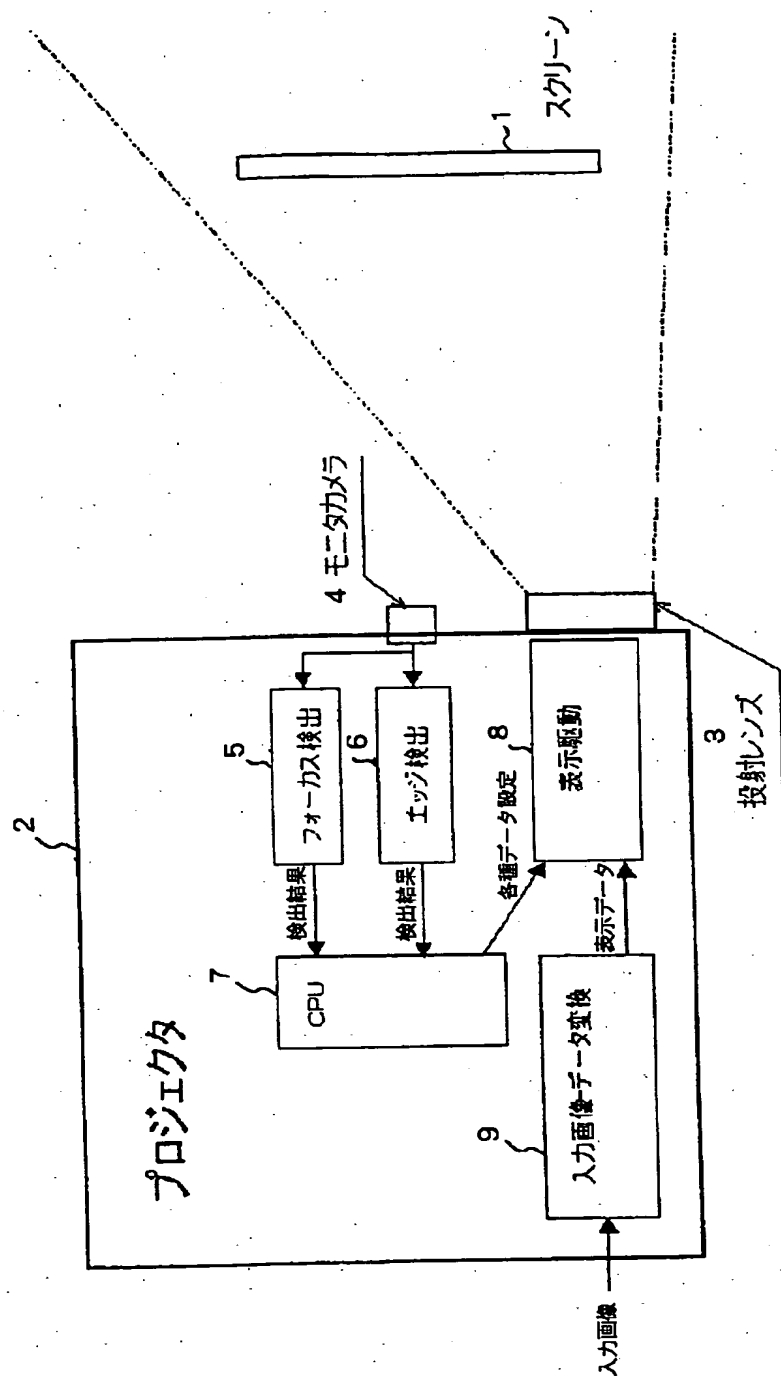 プロジェクタ
2
7
CPU
検出結果
検出結果
5
フォーカス検出
6
エッジ検出
4 モニタカメラ
1
スクリーン
入力画像
9
入力画像-データ変換
表示データ
各種データ設定
8
表示駆動
3
投射レンズ